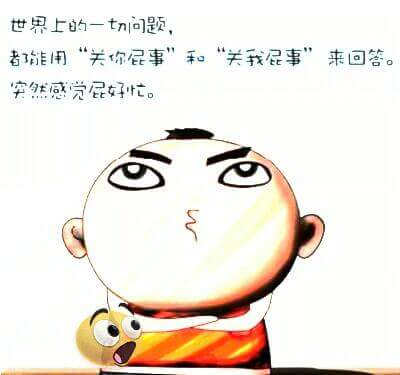 世界上的一切问题，
都能用“关你屁事”和“关我屁事”来回答。
突然感觉屁好忙。